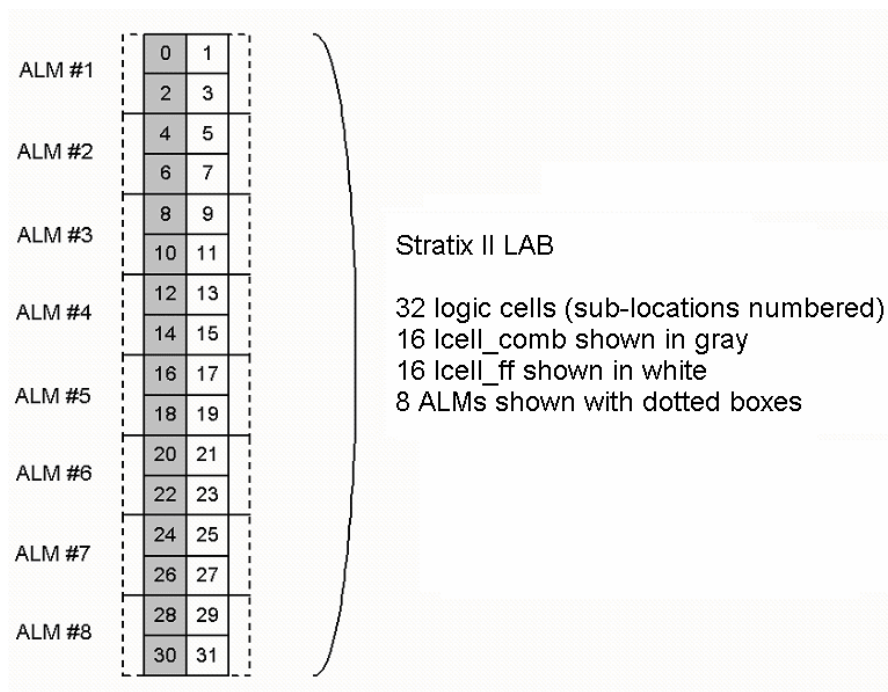 ALM #1
0 1
2 3
ALM #2
4 5
6 7
ALM #3
8 9
10 11
ALM #4
12 13
14 15
ALM #5
16 17
18 19
ALM #6
20 21
22 23
ALM #7
24 25
26 27
ALM #8
28 29
30 31
Stratix II LAB
32 logic cells (sub-locations numbered)
16 lcell_comb shown in gray
16 lcell_ff shown in white
8 ALMs shown with dotted boxes